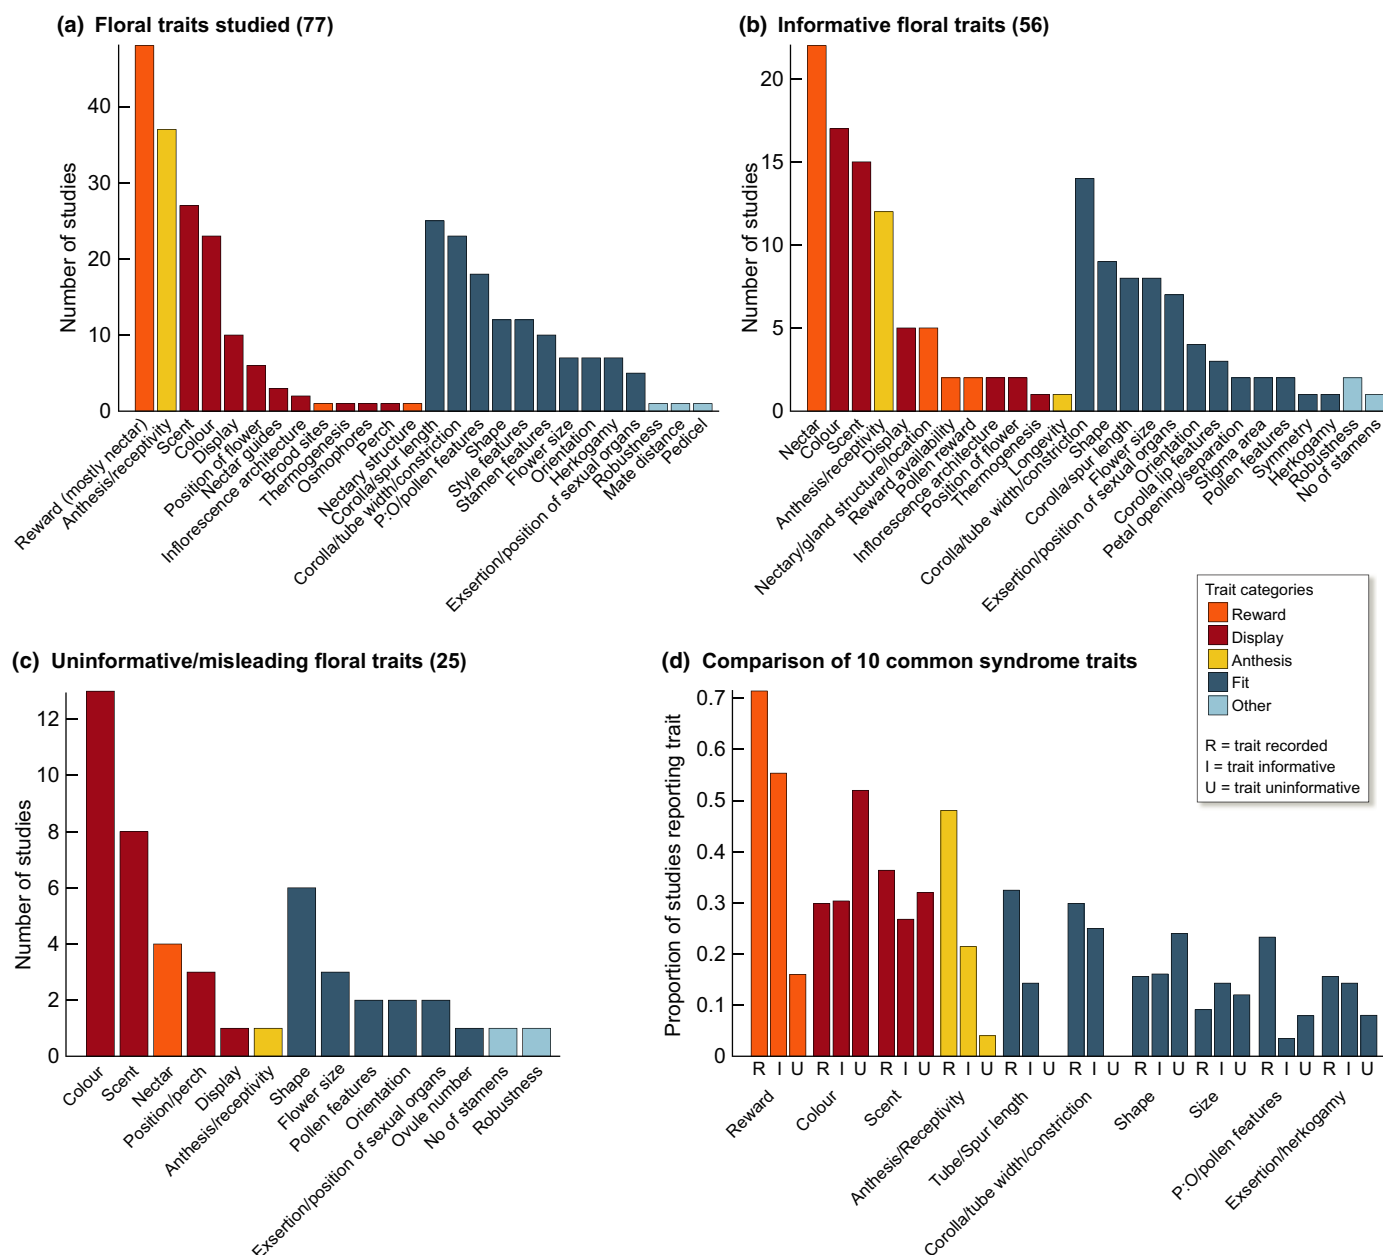 (a) Floral traits studied (77)
Number of studies
40
30
20
10
0
Reward (mostly nectar)
Anthesis/receptivity
Scent
Colour
Display
Position of flower
Nectar guides
Inflorescence architecture
Brood sites
Thermogenesis
Osmophores
Perch
Nectary structure
Corolla/spur length
Corolla/tube width/constriction
P:O/pollen features
Shape
Style features
Stamen features
Flower size
Orientation
Herkogamy
Exsertion/position of sexual organs
Robustness
Mate distance
Pedicel
(b) Informative floral traits (56)
Number of studies
20
15
10
5
0
Nectar
Colour
Scent
Anthesis/receptivity
Display
Nectary/gland structure/location
Reward availability
Pollen reward
Inflorescence architecture
Position of flower
Thermogenesis
Longevity
Corolla/tube width/constriction
Shape
Corolla/spur length
Flower size
Exsertion/position of sexual organs
Orientation
Corolla lip features
Petal opening/separation
Stigma area
Pollen features
Symmetry
Herkogamy
Robustness
No of stamens
Trait categories
Reward
Display
Anthesis
Fit
Other
R = trait recorded
I = trait informative
U = trait uninformative
(c) Uninformative/misleading floral traits (25)
Number of studies
12
10
8
6
4
2
0
Colour
Scent
Nectar
Position/perch
Display
Anthesis/receptivity
Shape
Flower size
Pollen features
Orientation
Exsertion/position of sexual organs
Ovule number
No of stamens
Robustness
(d) Comparison of 10 common syndrome traits
Proportion of studies reporting trait
0.7
0.6
0.5
0.4
0.3
0.2
0.1
0
R I U R I U R I U R I U R I U R I U R I U R I U R I U R I U
Reward
Colour
Scent
Anthesis/Receptivity
Tube/Spur length
Corolla/tube width/constriction
Shape
Size
P:O/pollen features
Exsertion/herkogamy